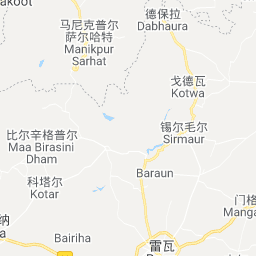 akoot
马尼克普尔
萨尔哈特
Manikpur
Sarhat
德保拉
Dabhaura
戈德瓦
Kotwa
锡尔毛尔
Sirmaur
比尔辛格普尔
Maa Birasini
Dham
Baraun
科塔尔
Kotar
门格
Manga
纳
Bairiha
雷瓦